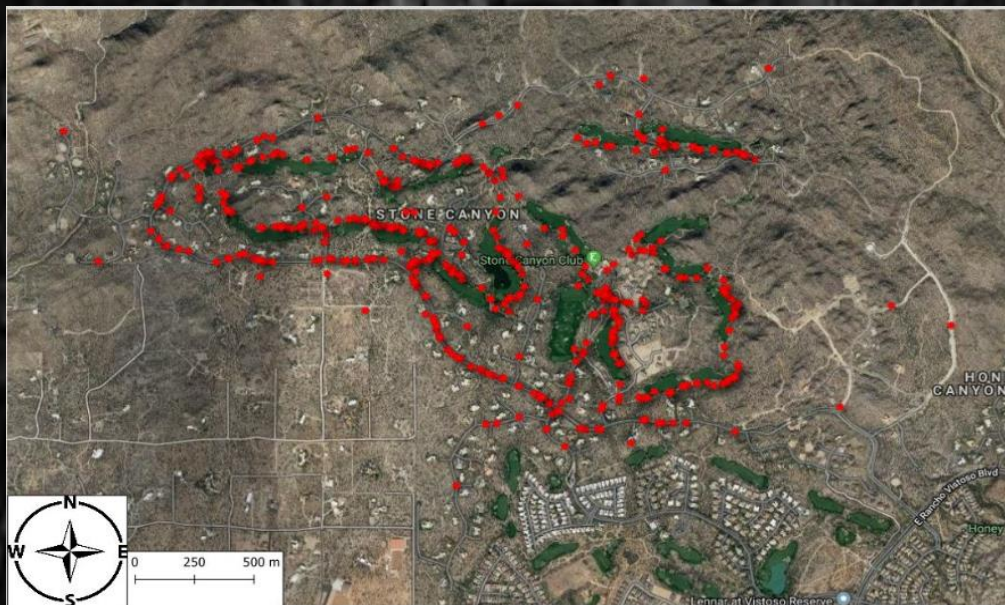 STONE CANYON
Stone Canyon Club
HON
CANYON
E Rancho Vistoso Blvd
Honey
Lennar at Vistoso Reserve
N
W E
S
0 250 500 m